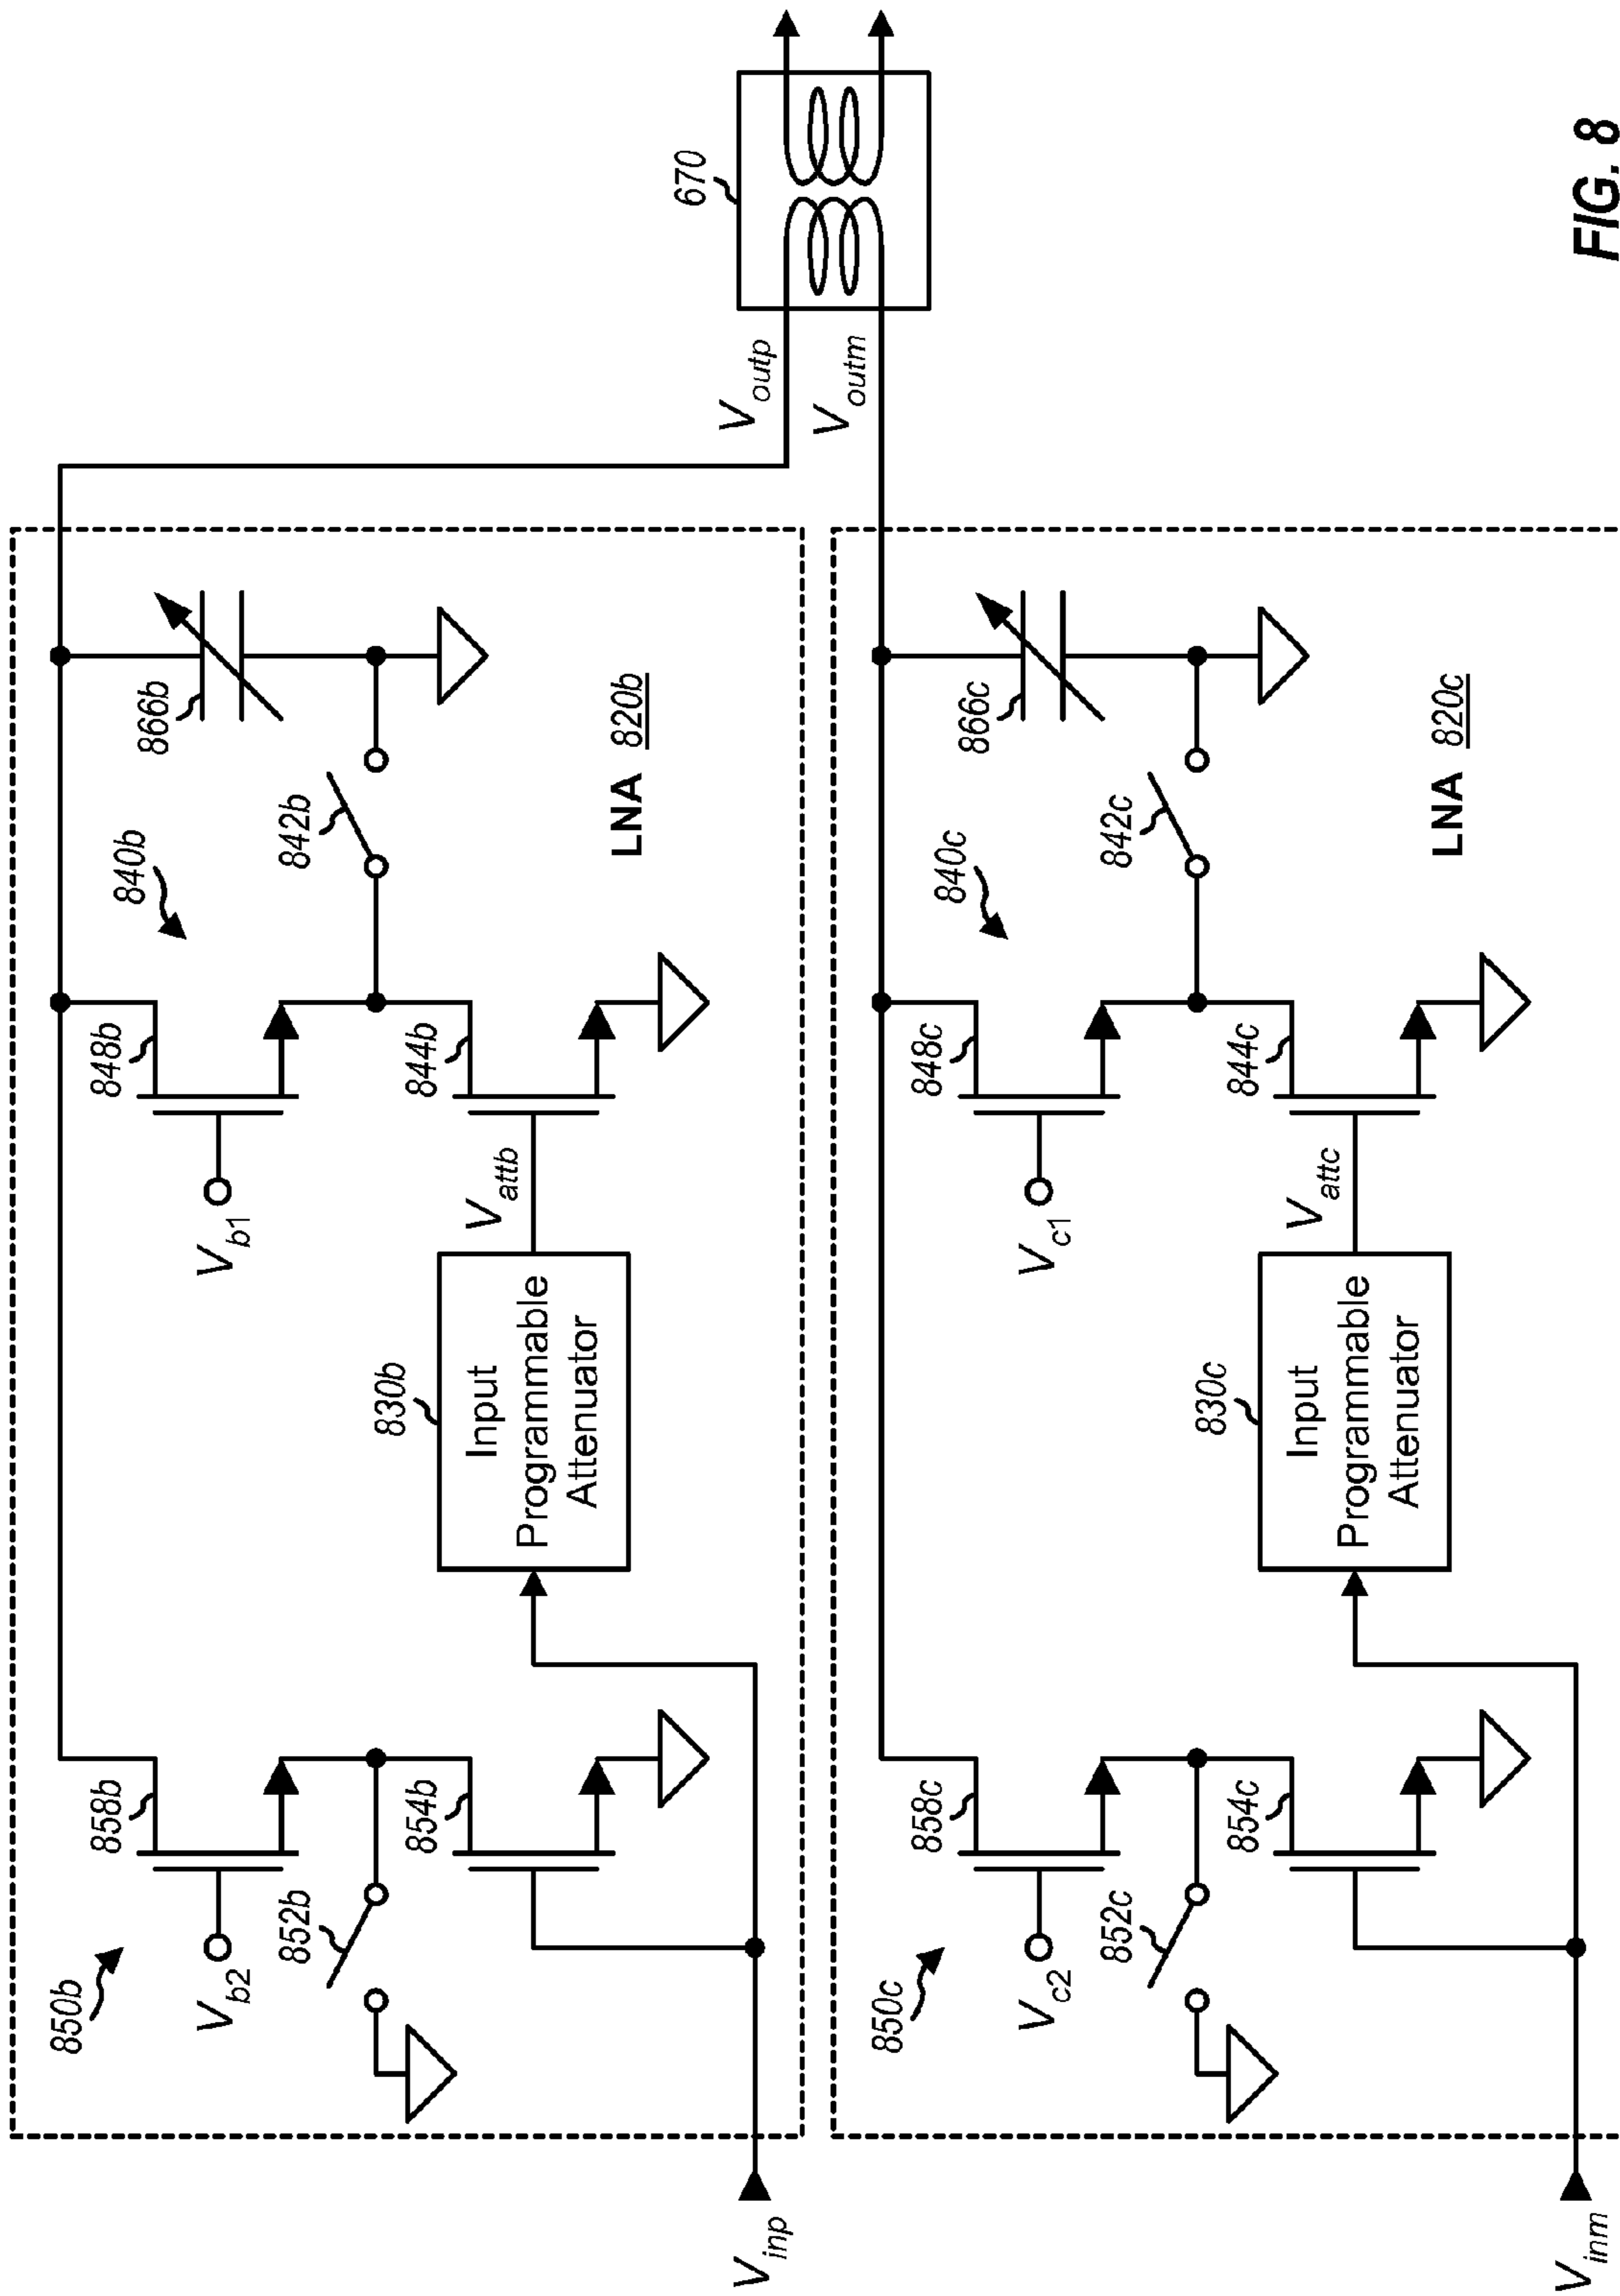 850b
858b
V_b2
852b
854b
V_inp
830b
Input
Programmable
Attenuator
V_attb
840b
848b
V_b1
844b
842b
866b
LNA 820b
V_outp
V_outm
670
850c
858c
V_c2
852c
854c
V_inm
830c
Input
Programmable
Attenuator
V_attc
840c
848c
V_c1
844c
842c
866c
LNA 820c
FIG. 8